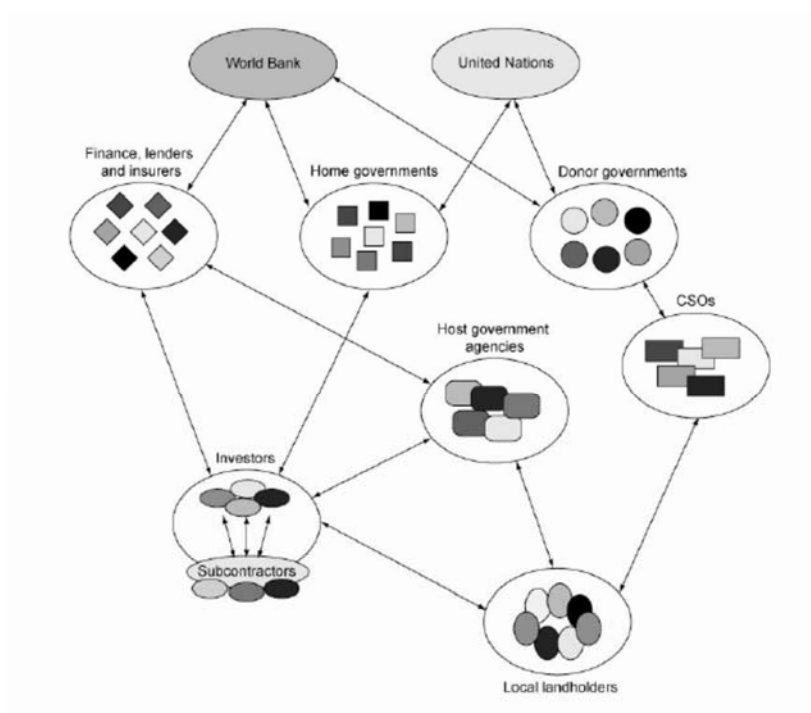 World Bank
United Nations
Finance, lenders
and insurers
Home governments
Donor governments
CSOs
Host government
agencies
Investors
Subcontractors
Local landholders